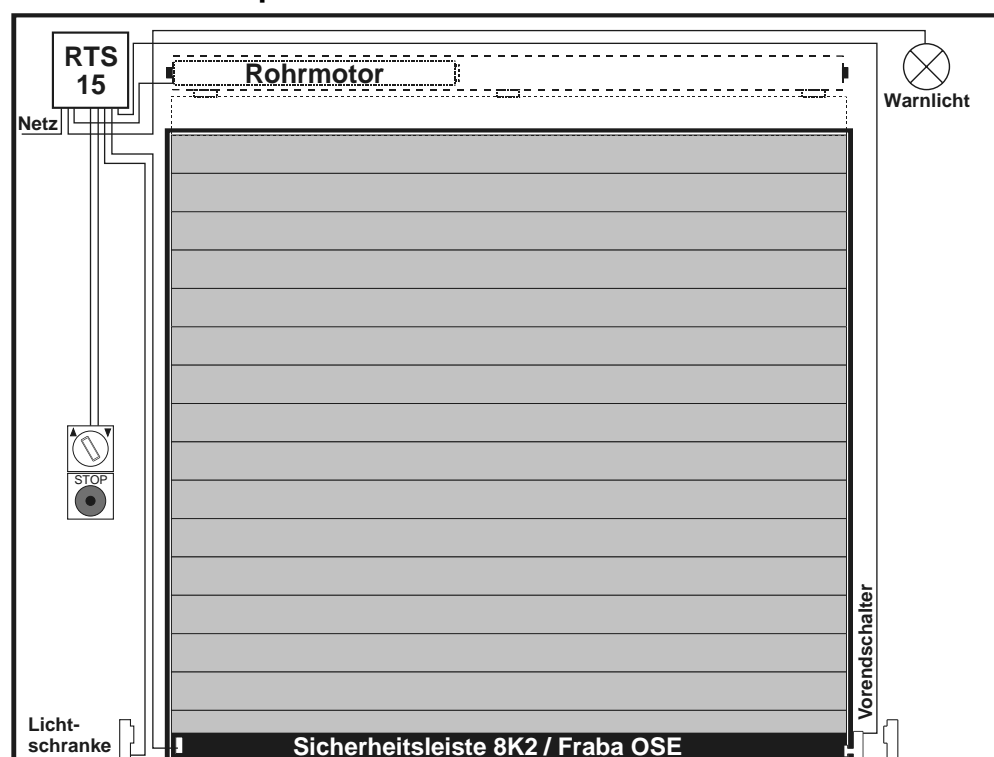 RTS
15
Rohrmotor
Warnlicht
Netz
STOP
Vorendschalter
Licht-
schranke
Sicherheitsleiste 8K2 / Fraba OSE